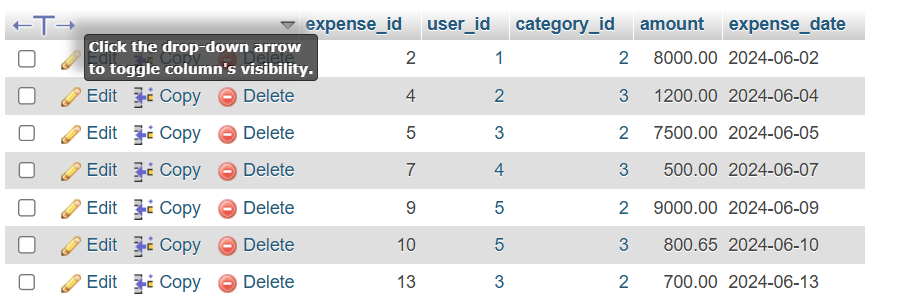 expense_id user_id category_id amount expense_date
Click the drop-down arrow
to toggle column's visibility.
2 1 2 8000.00 2024-06-02
Edit Copy Delete 4 2 3 1200.00 2024-06-04
Edit Copy Delete 5 3 2 7500.00 2024-06-05
Edit Copy Delete 7 4 3 500.00 2024-06-07
Edit Copy Delete 9 5 2 9000.00 2024-06-09
Edit Copy Delete 10 5 3 800.65 2024-06-10
Edit Copy Delete 13 3 2 700.00 2024-06-13